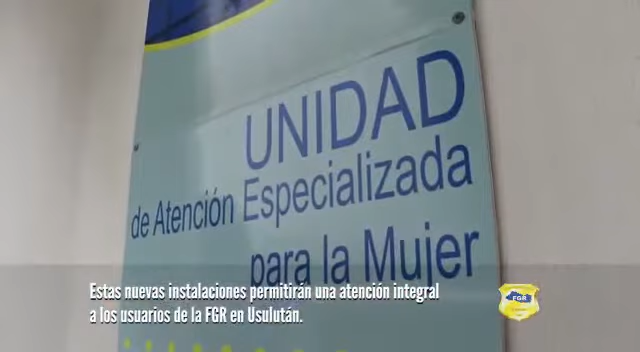 UNIDAD
de Atención Especializada
para la Mujer
Estas nuevas instalaciones permitirán una atención integral
a los usuarios de la FGR en Usulután.
FGR